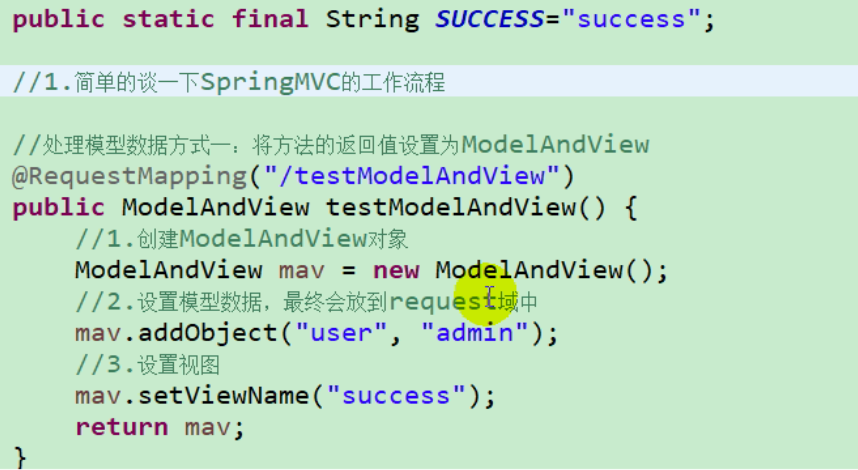 public static final String SUCCESS="success";
//1.简单的谈一下SpringMVC的工作流程
//处理模型数据方式一：将方法的返回值设置为ModelAndView
@RequestMapping("/testModelAndView")
public ModelAndView testModelAndView() {
//1.创建ModelAndView对象
ModelAndView mav = new ModelAndView();
//2.设置模型数据，最终会放到request域中
mav.addObject("user", "admin");
//3.设置视图
mav.setViewName("success");
return mav;
}